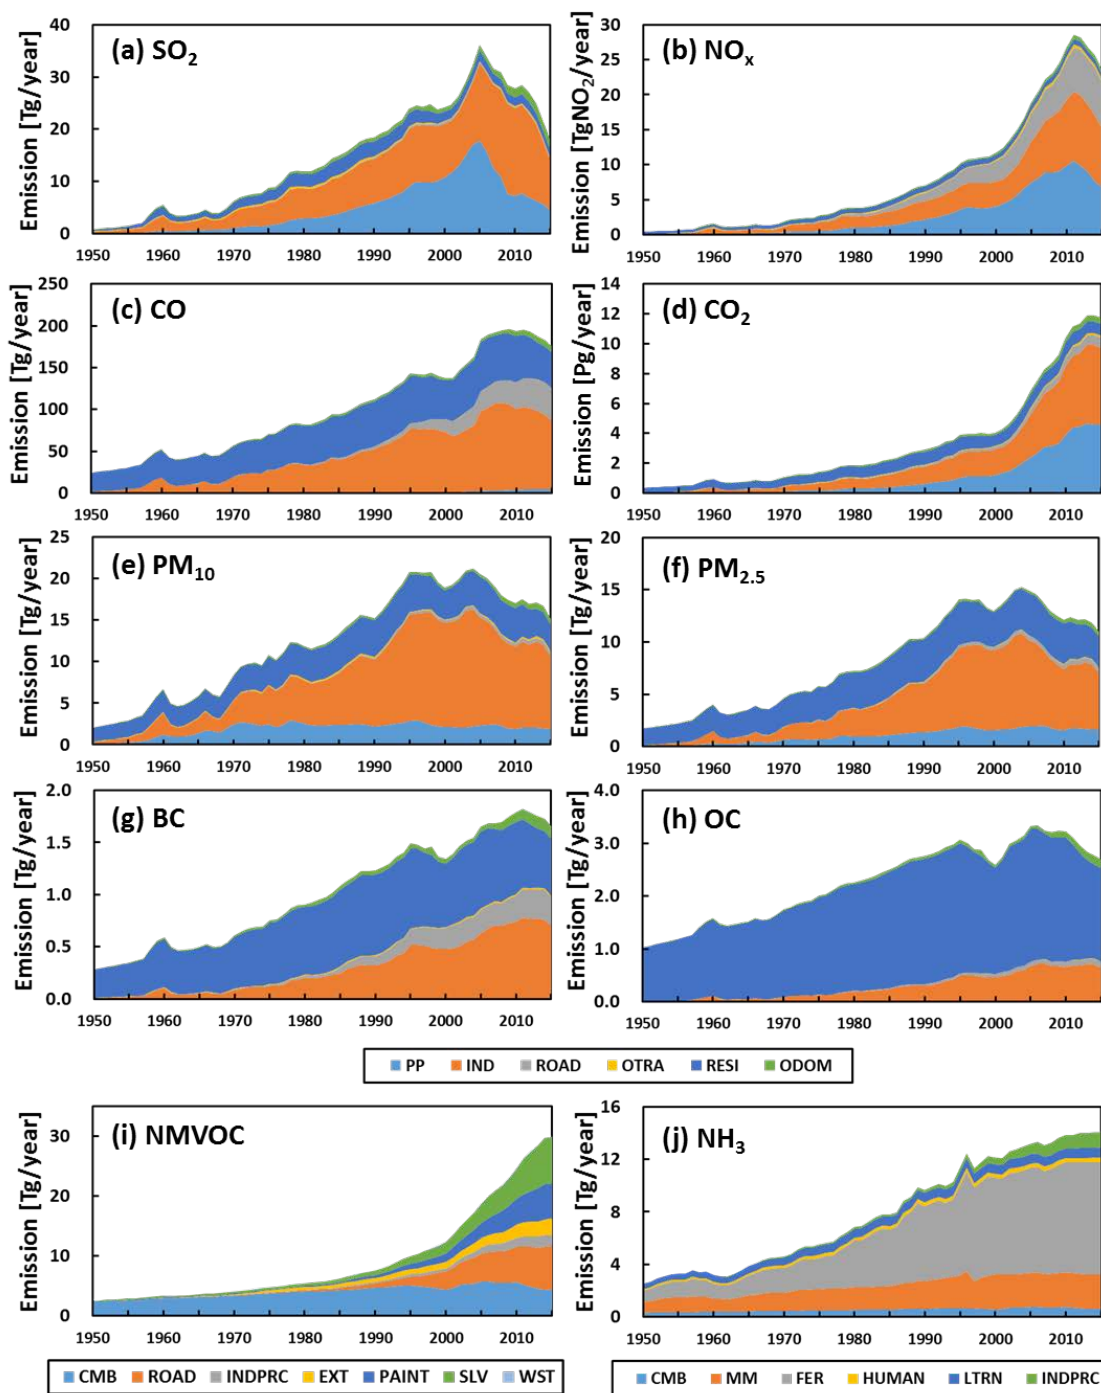 (a) SO2
Emission [Tg/year]
40
30
20
10
0
1950 1960 1970 1980 1990 2000 2010
(b) NOx
Emission [TgNO2/year]
30
25
20
15
10
5
0
1950 1960 1970 1980 1990 2000 2010
(c) CO
Emission [Tg/year]
250
200
150
100
50
0
1950 1960 1970 1980 1990 2000 2010
(d) CO2
Emission [Pg/year]
14
12
10
8
6
4
2
0
1950 1960 1970 1980 1990 2000 2010
(e) PM10
Emission [Tg/year]
25
20
15
10
5
0
1950 1960 1970 1980 1990 2000 2010
(f) PM2.5
Emission [Tg/year]
20
15
10
5
0
1950 1960 1970 1980 1990 2000 2010
(g) BC
Emission [Tg/year]
2.0
1.5
1.0
0.5
0.0
1950 1960 1970 1980 1990 2000 2010
(h) OC
Emission [Tg/year]
4.0
3.0
2.0
1.0
0.0
1950 1960 1970 1980 1990 2000 2010
PP IND ROAD OTRA RESI ODOM
(i) NMVOC
Emission [Tg/year]
30
20
10
0
1950 1960 1970 1980 1990 2000 2010
CMB ROAD INDPRC EXT PAINT SLV WST
(j) NH3
Emission [Tg/year]
16
12
8
4
0
1950 1960 1970 1980 1990 2000 2010
CMB MM FER HUMAN LTRN INDPRC